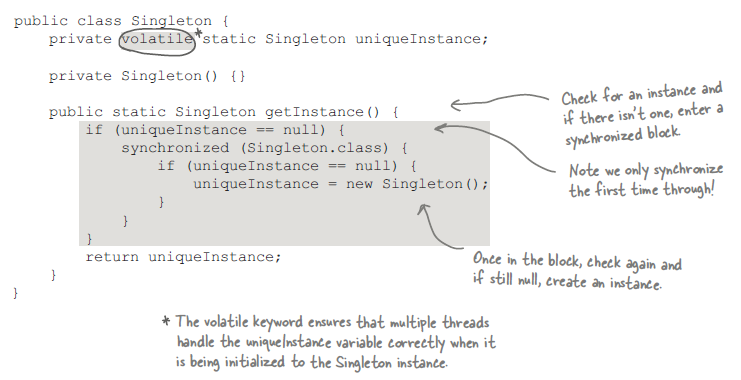 public class Singleton {
    private volatile* static Singleton uniqueInstance;
    private Singleton() {}
    public static Singleton getInstance() {
        if (uniqueInstance == null) {
            synchronized (Singleton.class) {
                if (uniqueInstance == null) {
                    uniqueInstance = new Singleton();
                }
            }
        }
        return uniqueInstance;
    }
}
Check for an instance and
if there isn't one, enter a
synchronized block.
Note we only synchronize
the first time through!
Once in the block, check again and
if still null, create an instance.
* The volatile keyword ensures that multiple threads
handle the uniqueInstance variable correctly when it
is being initialized to the Singleton instance.